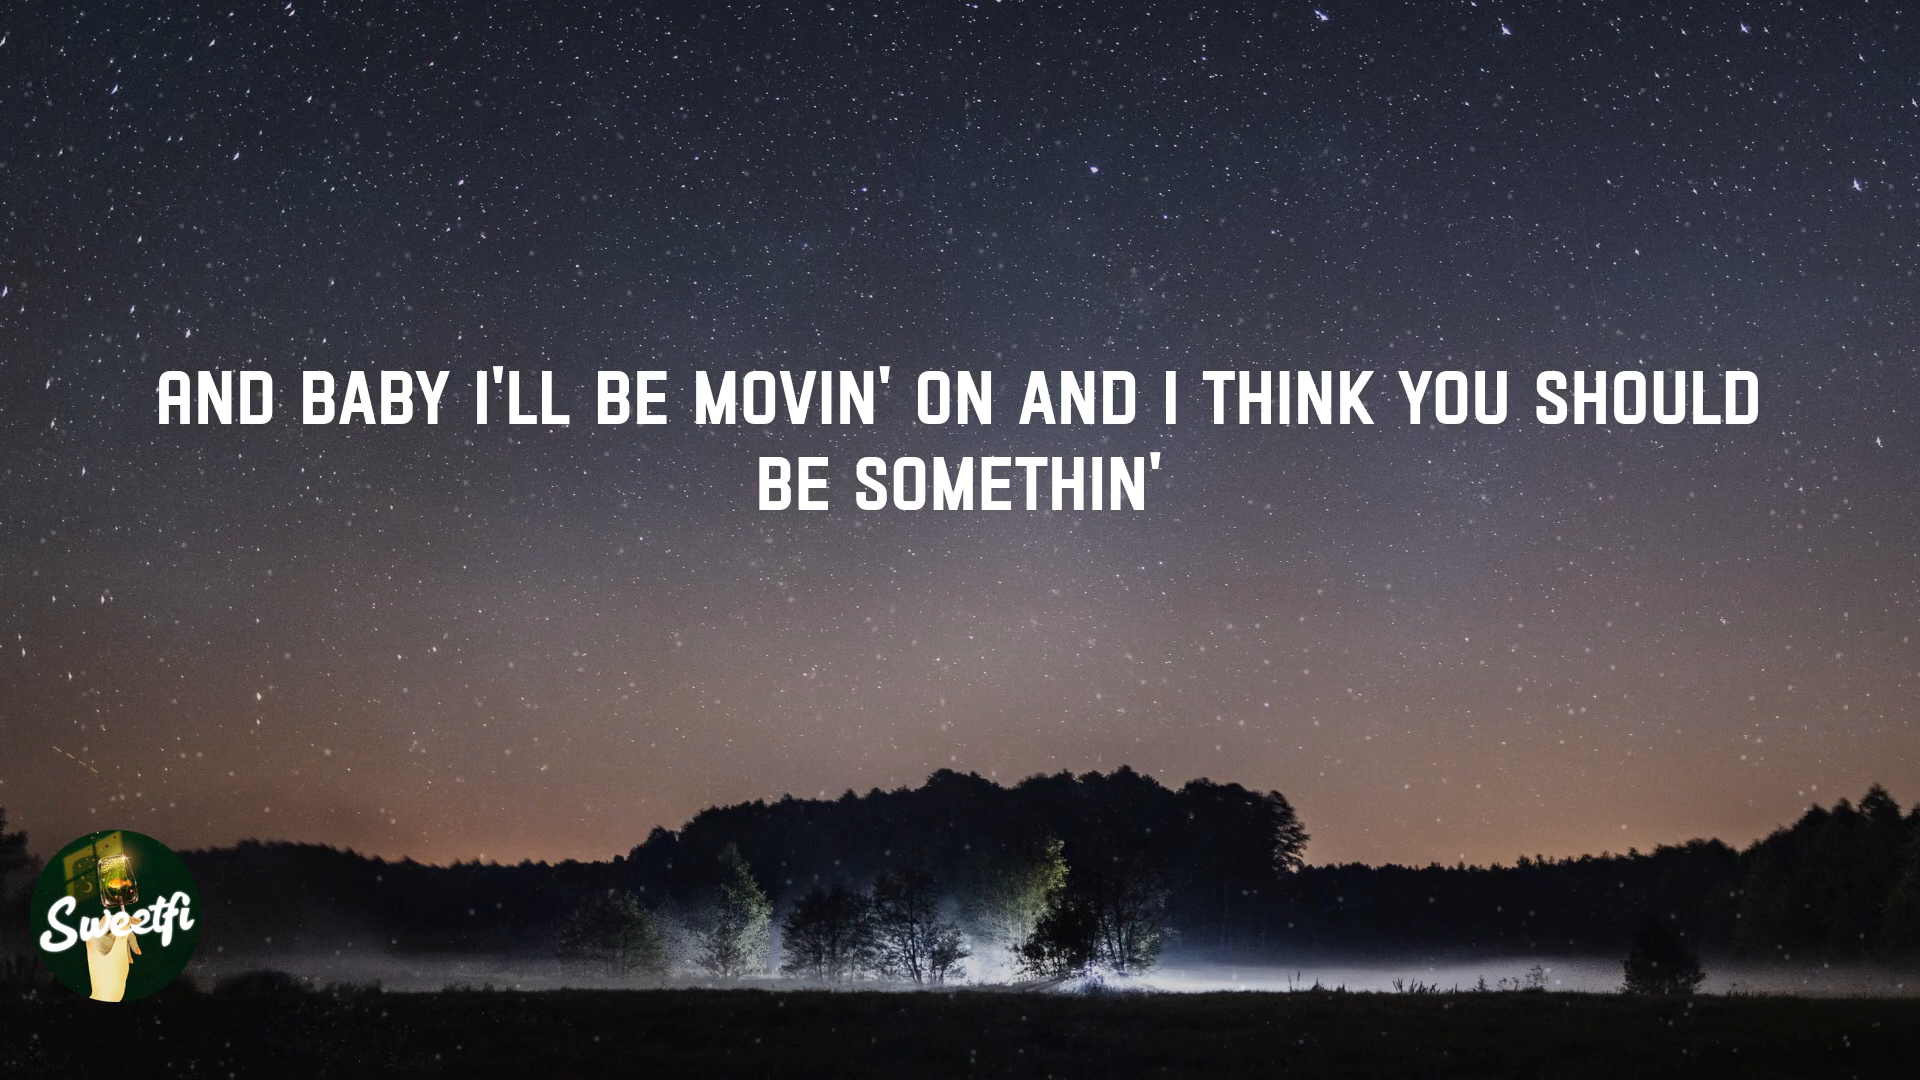 AND BABY I'LL BE MOVIN' ON AND I THINK YOU SHOULD
BE SOMETHIN'
Sweetfi